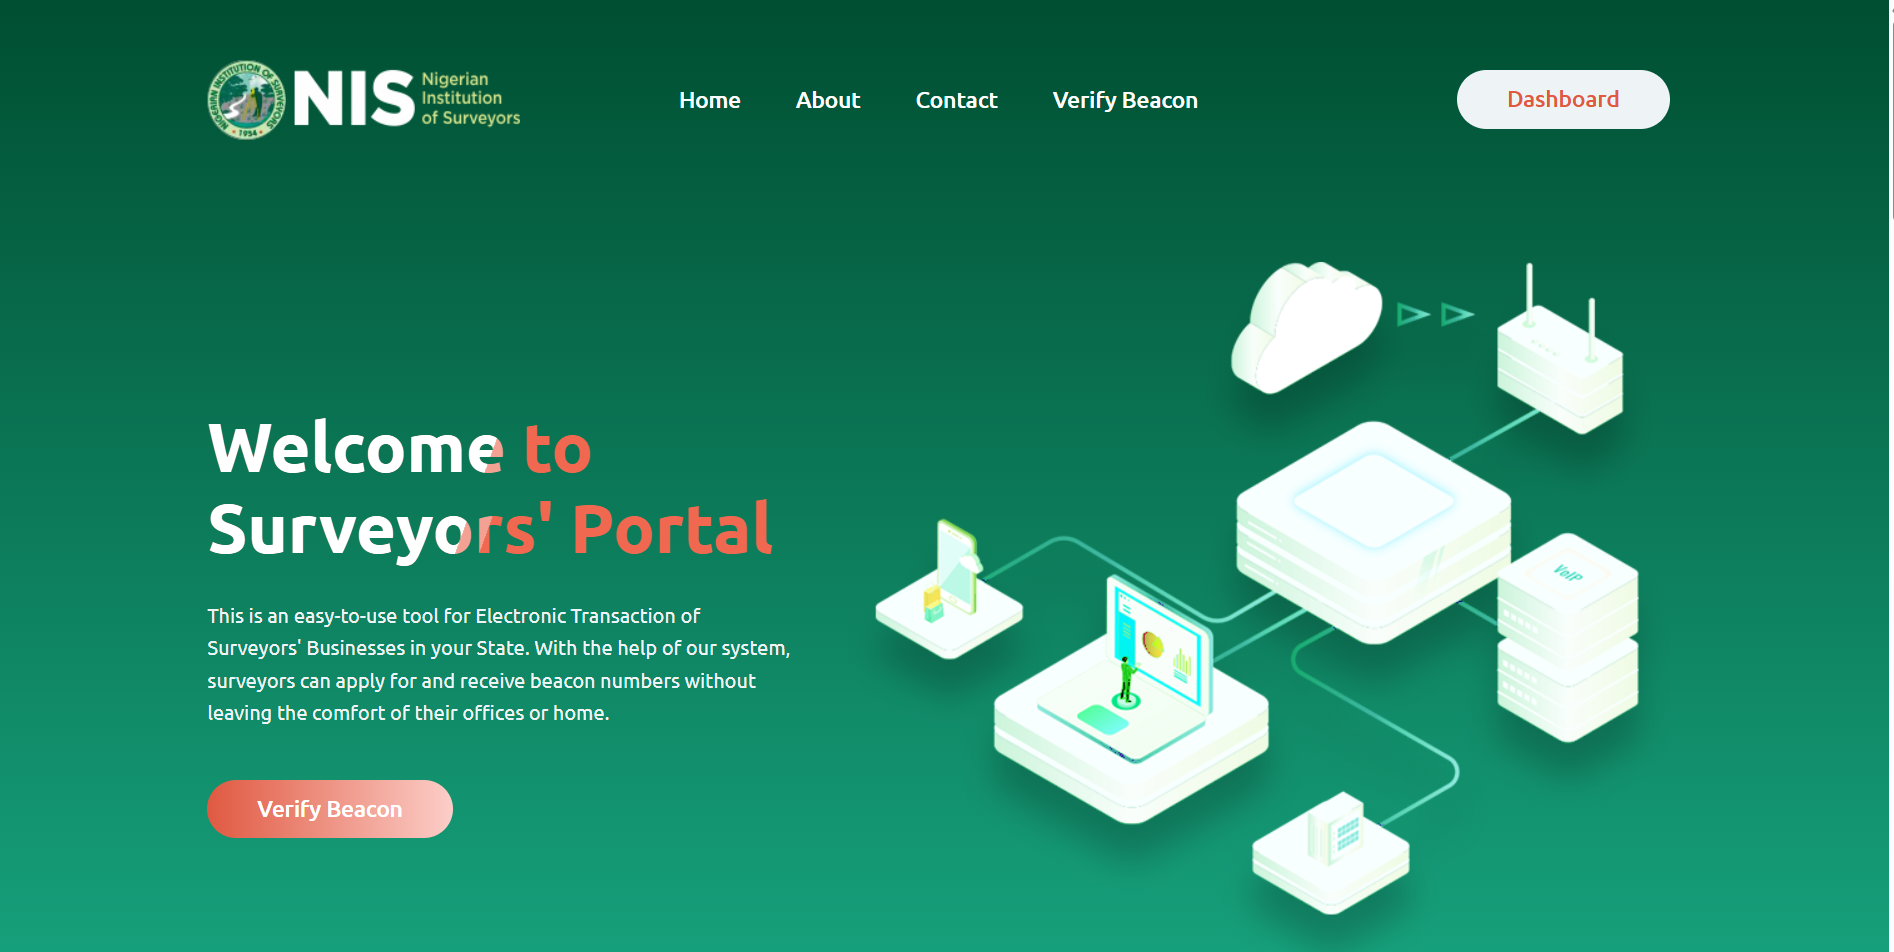 NIGERIAN INSTITUTION OF SURVEYORS
1934
NIS
Nigerian
Institution
of Surveyors
Home
About
Contact
Verify Beacon
Dashboard
Welcome to
Surveyors' Portal
This is an easy-to-use tool for Electronic Transaction of
Surveyors' Businesses in your State. With the help of our system,
surveyors can apply for and receive beacon numbers without
leaving the comfort of their offices or home.
Verify Beacon
VoIP